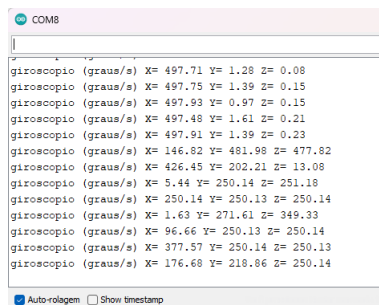 COM8
giroscopio (graus/s) X= 497.71 Y= 1.28 Z= 0.08
giroscopio (graus/s) X= 497.75 Y= 1.39 Z= 0.15
giroscopio (graus/s) X= 497.93 Y= 0.97 Z= 0.15
giroscopio (graus/s) X= 497.48 Y= 1.61 Z= 0.21
giroscopio (graus/s) X= 497.91 Y= 1.39 Z= 0.23
giroscopio (graus/s) X= 146.82 Y= 481.98 Z= 477.82
giroscopio (graus/s) X= 426.45 Y= 202.21 Z= 13.08
giroscopio (graus/s) X= 5.44 Y= 250.14 Z= 251.18
giroscopio (graus/s) X= 250.14 Y= 250.13 Z= 250.14
giroscopio (graus/s) X= 1.63 Y= 271.61 Z= 349.33
giroscopio (graus/s) X= 96.66 Y= 250.13 Z= 250.14
giroscopio (graus/s) X= 377.57 Y= 250.14 Z= 250.13
giroscopio (graus/s) X= 176.68 Y= 218.86 Z= 250.14
Auto-rolagem Show timestamp